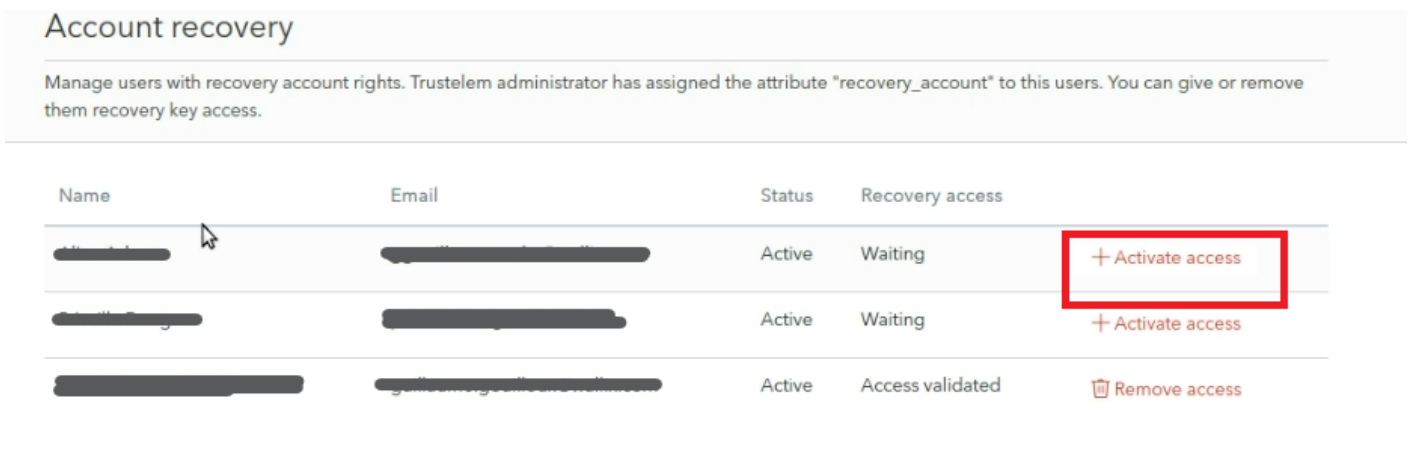 Account recovery
Manage users with recovery account rights. Trustelem administrator has assigned the attribute "recovery_account" to this users. You can give or remove
them recovery key access.
Name Email Status Recovery access
Active Waiting + Activate access
Active Waiting + Activate access
Active Access validated Remove access